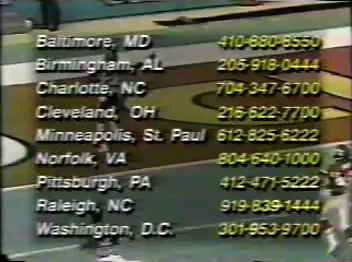 Baltimore, MD 410-680-6550
Birmingham, AL 205-918-0444
Charlotte, NC 704-347-6700
Cleveland, OH 216-622-7700
Minneapolis, St. Paul 612-825-6222
Norfolk, VA 804-640-1000
Pittsburgh, PA 412-471-5222
Raleigh, NC 919-839-1444
Washington, D.C. 301-953-9700